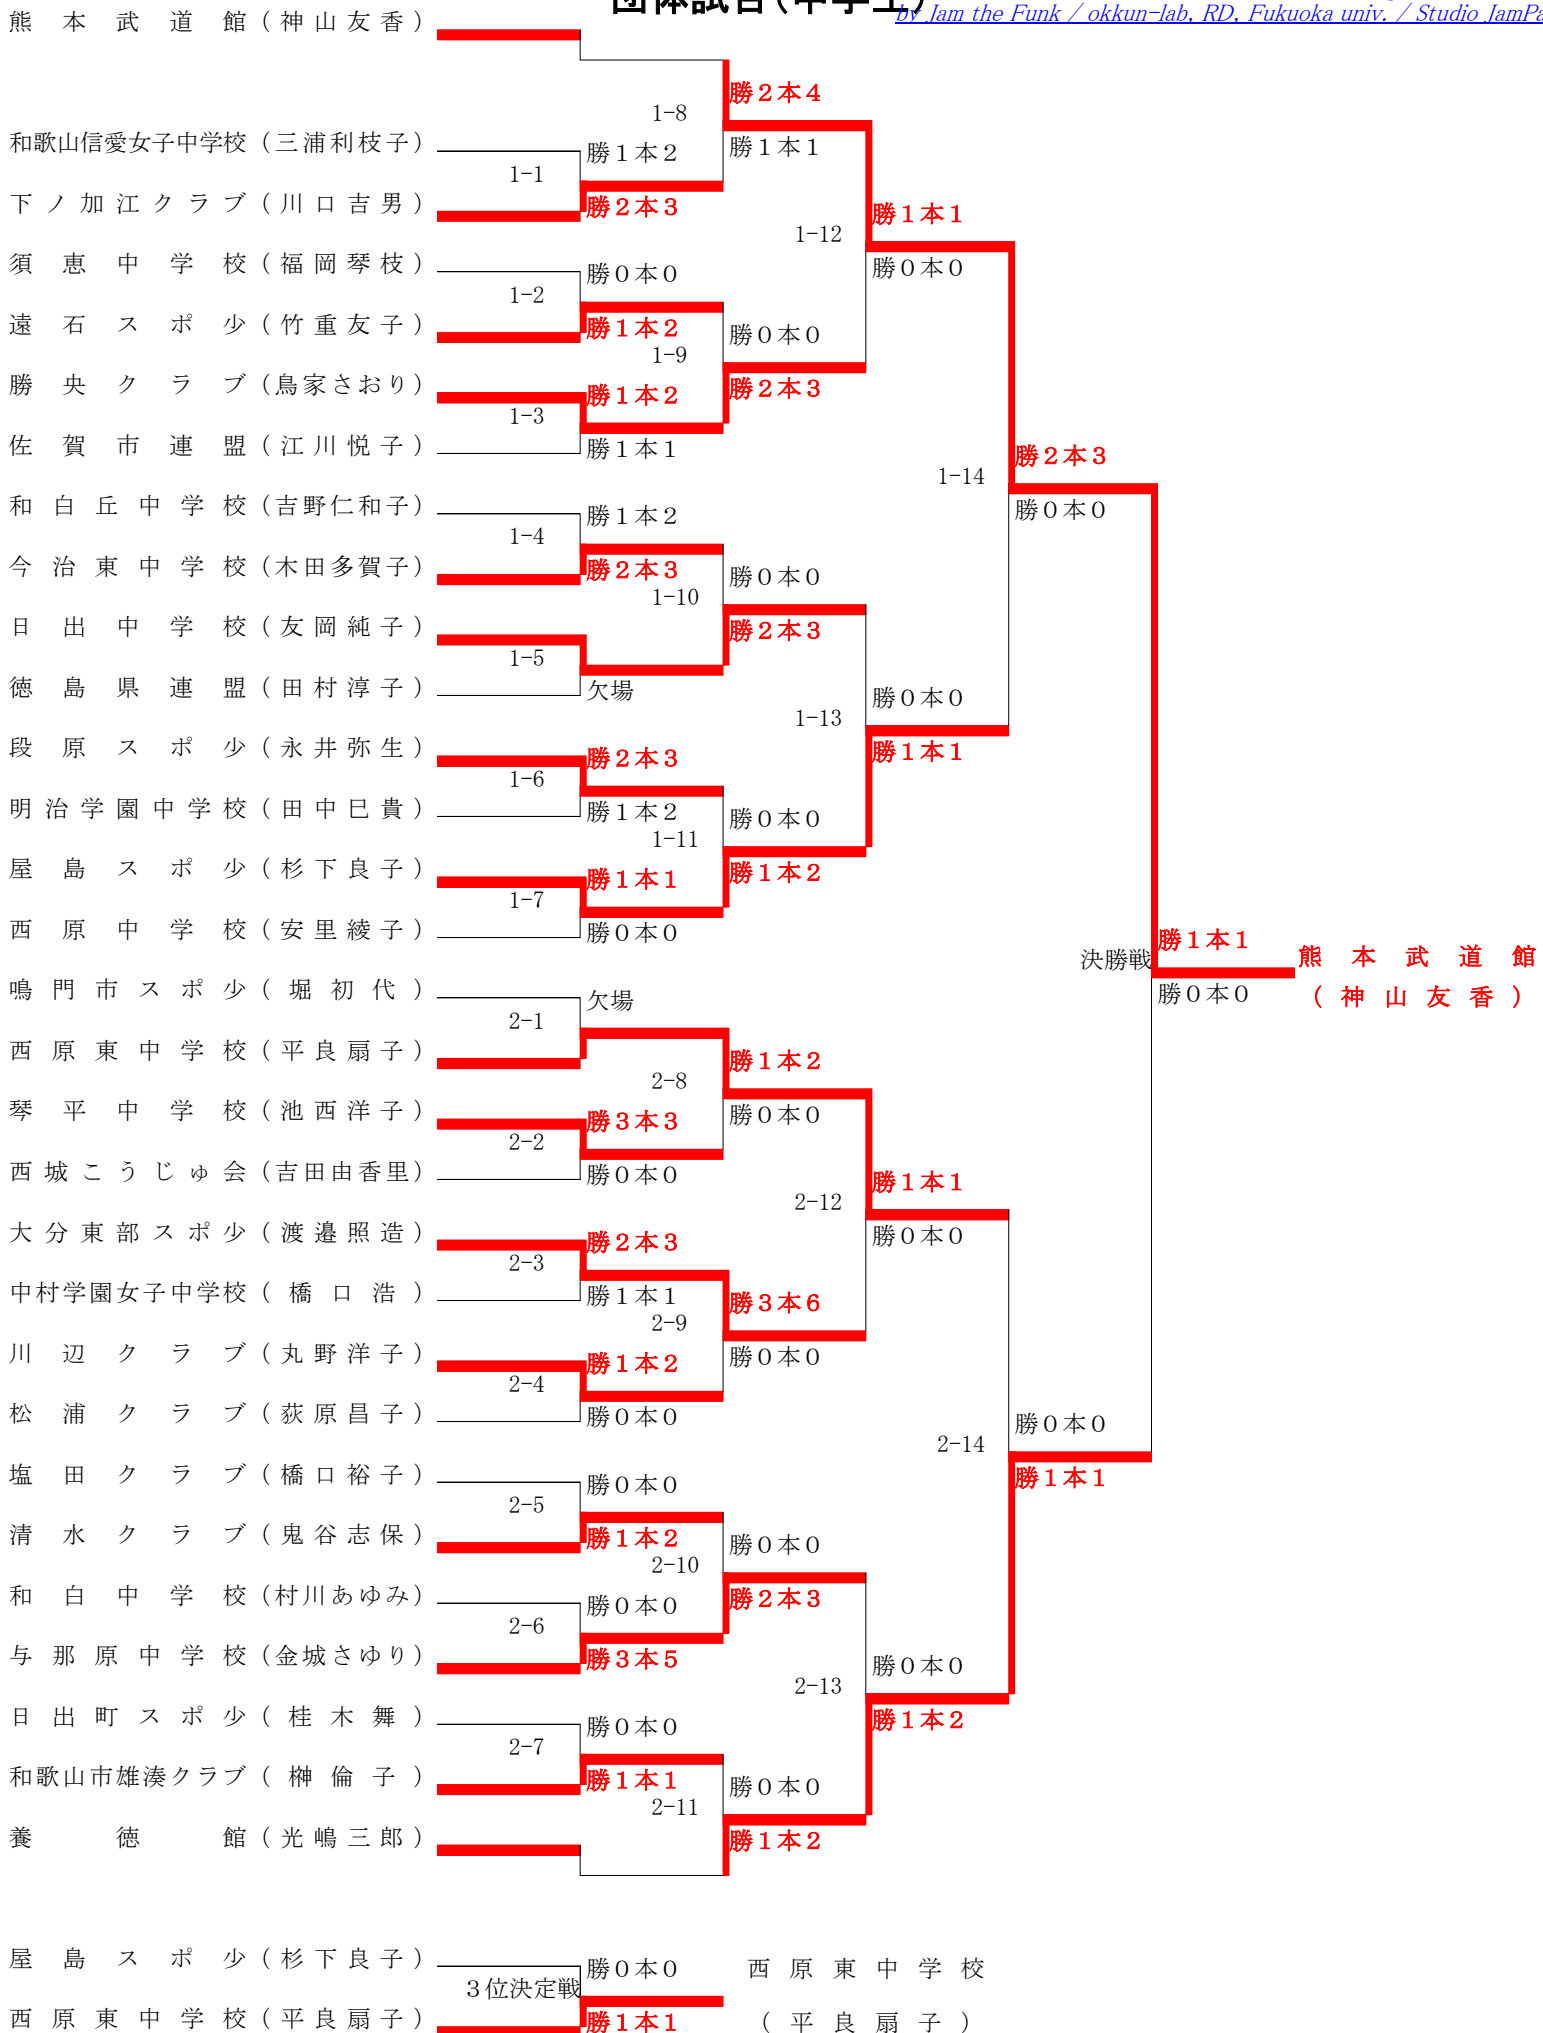 団体試合(中学生)
by Jam the Funk / okkun-lab, RD, Fukuoka univ. / Studio JamPa
熊本武道館（神山友香）
勝２本４
1-8
和歌山信愛女子中学校（三浦利枝子）
勝１本２
勝１本１
1-1
下ノ加江クラブ（川口吉男）
勝２本３
勝１本１
1-12
須恵中学校（福岡琴枝）
勝０本０
勝０本０
1-2
遠石スポ少（竹重友子）
勝１本２
勝０本０
1-9
勝央クラブ（鳥家さおり）
勝１本２
勝２本３
1-3
佐賀市連盟（江川悦子）
勝１本１
勝２本３
1-14
和白丘中学校（吉野仁和子）
勝１本２
勝０本０
1-4
今治東中学校（木田多賀子）
勝２本３
勝０本０
1-10
日出中学校（友岡純子）
勝２本３
1-5
徳島県連盟（田村淳子）
欠場
勝０本０
1-13
段原スポ少（永井弥生）
勝２本３
勝１本１
1-6
明治学園中学校（田中巳貴）
勝１本２
勝０本０
1-11
屋島スポ少（杉下良子）
勝１本１
勝１本２
1-7
西原中学校（安里綾子）
勝０本０
勝１本１
決勝戦
熊本武道館
鳴門市スポ少（堀初代）
欠場
勝０本０
（神山友香）
2-1
西原東中学校（平良扇子）
勝１本２
2-8
琴平中学校（池西洋子）
勝３本３
勝０本０
2-2
西城こうじゅ会（吉田由香里）
勝０本０
勝１本１
2-12
大分東部スポ少（渡邉照造）
勝２本３
勝０本０
2-3
中村学園女子中学校（橋口浩）
勝１本１
勝３本６
2-9
川辺クラブ（丸野洋子）
勝１本２
勝０本０
2-4
松浦クラブ（荻原昌子）
勝０本０
勝０本０
2-14
塩田クラブ（橋口裕子）
勝０本０
勝１本１
2-5
清水クラブ（鬼谷志保）
勝１本２
勝０本０
2-10
和白中学校（村川あゆみ）
勝０本０
勝２本３
2-6
与那原中学校（金城さゆり）
勝３本５
勝０本０
2-13
日出町スポ少（桂木舞）
勝０本０
勝１本２
2-7
和歌山市雄湊クラブ（榊倫子）
勝１本１
勝０本０
2-11
養徳館（光嶋三郎）
勝１本２
屋島スポ少（杉下良子）
勝０本０
西原東中学校
３位決定戦
西原東中学校（平良扇子）
勝１本１
（平良扇子）